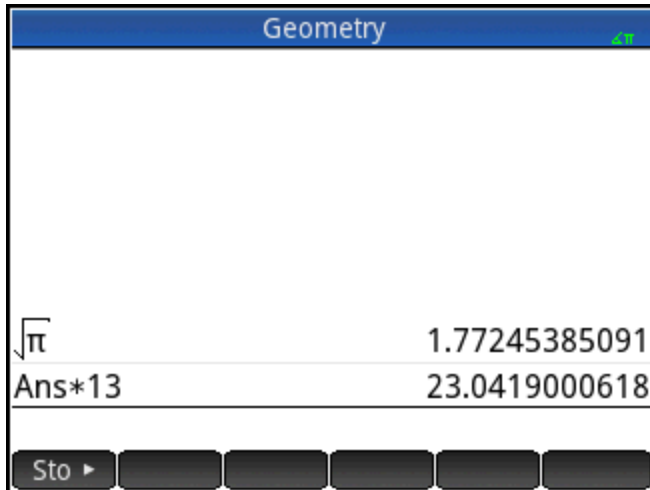 Geometry
∡π
√π 1.77245385091
Ans*13 23.0419000618
Sto ►